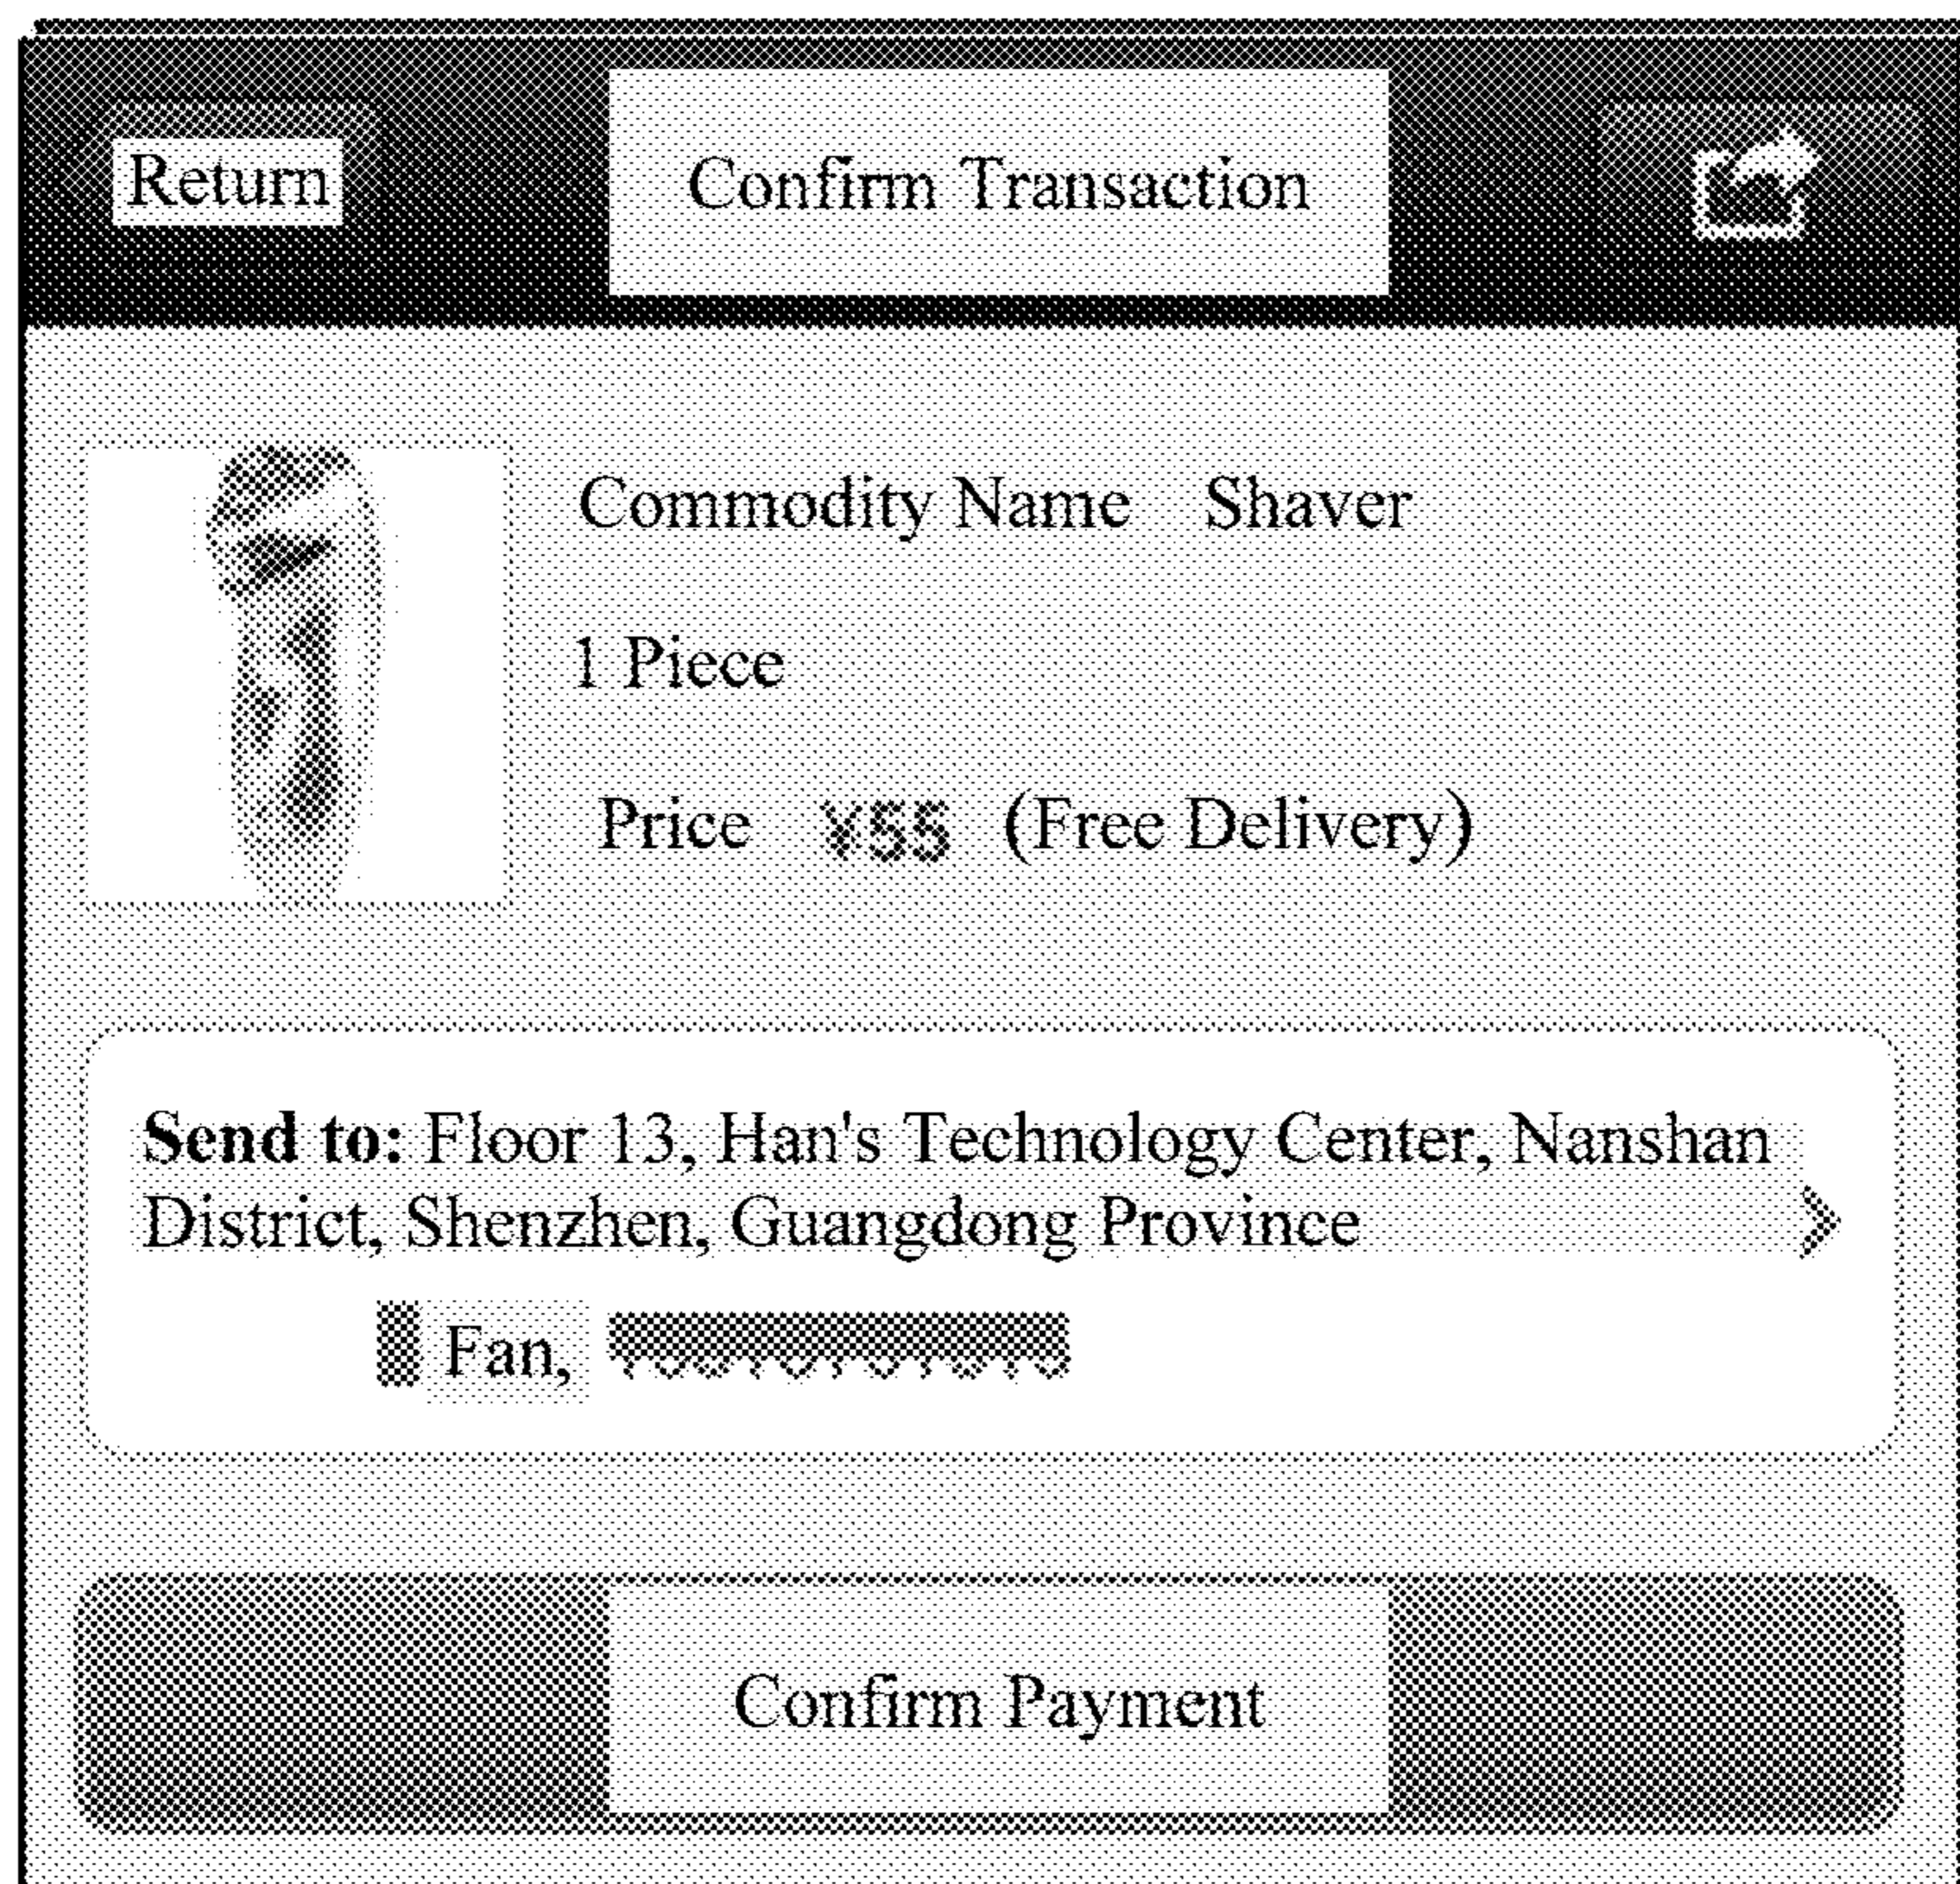 Return
Confirm Transaction
Commodity Name Shaver
1 Piece
Price ¥55 (Free Delivery)
Send to: Floor 13, Han's Technology Center, Nanshan
District, Shenzhen, Guangdong Province
Fan,
Confirm Payment